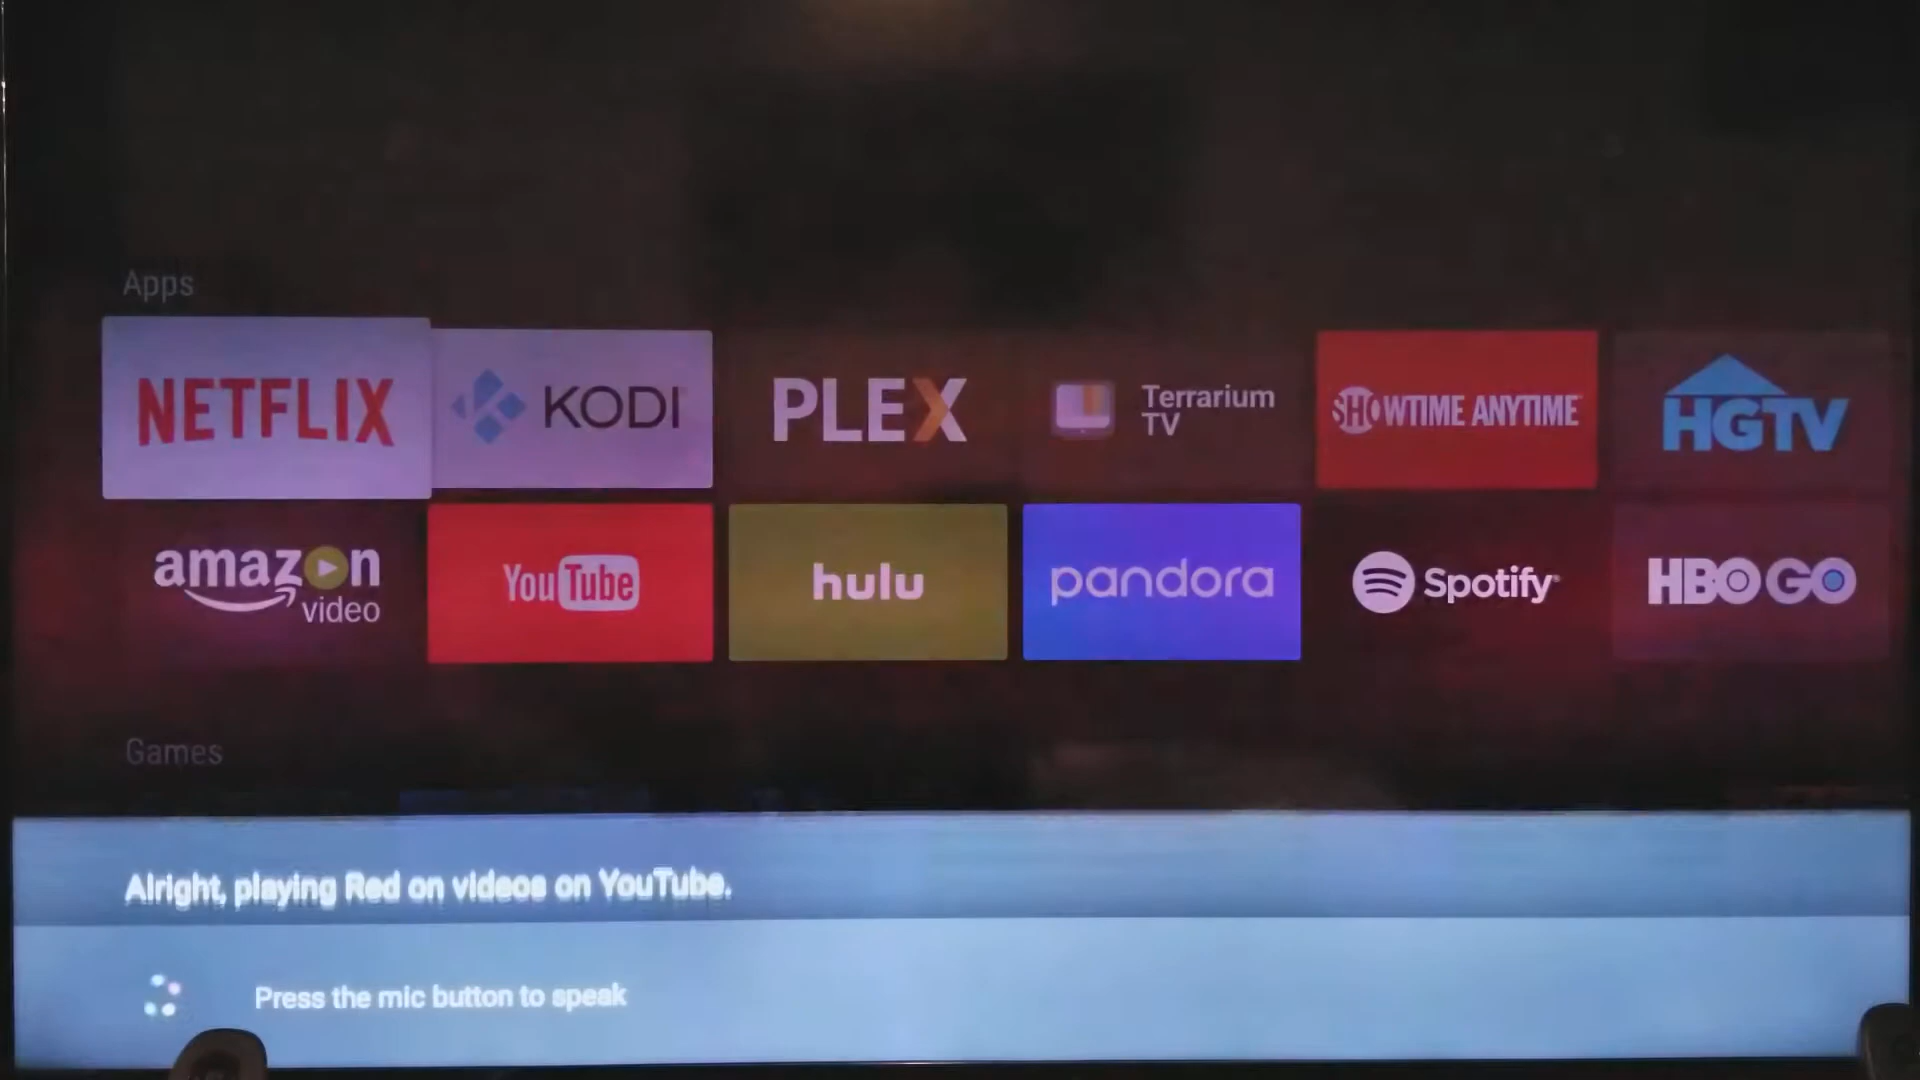 Apps
NETFLIX
KODI
PLEX
Terrarium
TV
SHOWTIME ANYTIME
HGTV
amazon
video
YouTube
hulu
pandora
Spotify
HBO GO
Games
Alright, playing Red on videos on YouTube.
Press the mic button to speak